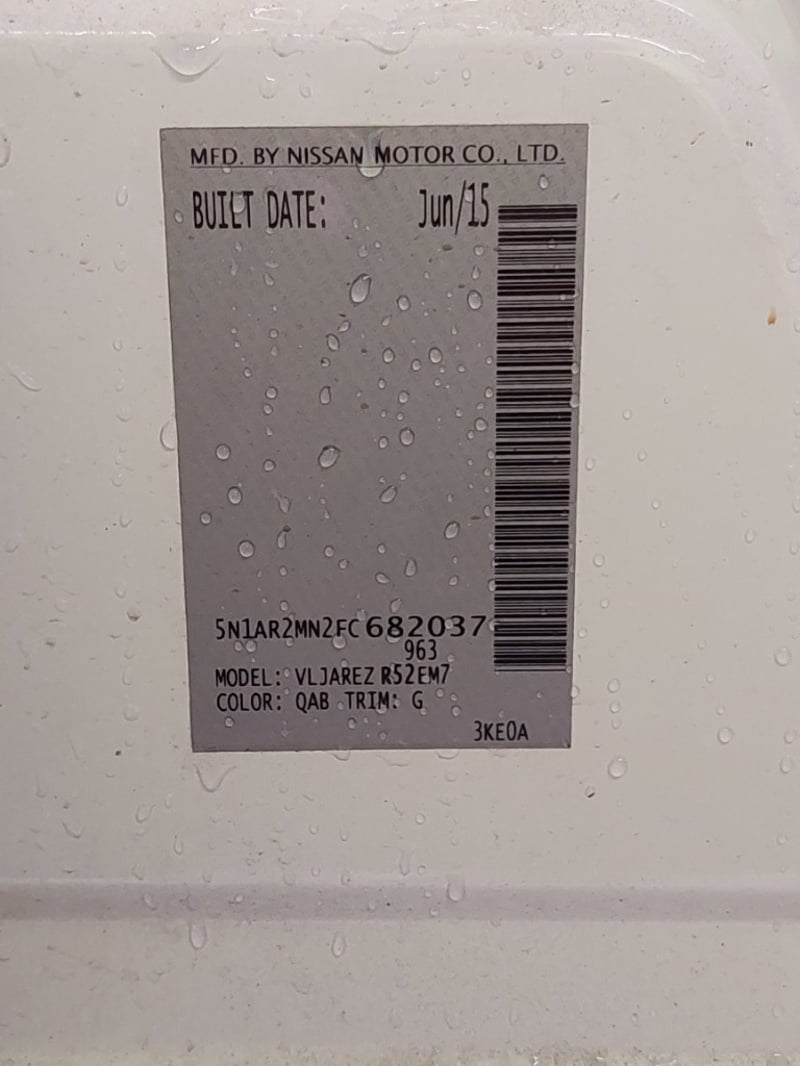 MFD. BY NISSAN MOTOR CO., LTD.
BUILT DATE: Jun/15
5N1AR2MN2FC682037
963
MODEL: VLJAREZ R52EM7
COLOR: QAB TRIM: G
3KE0A